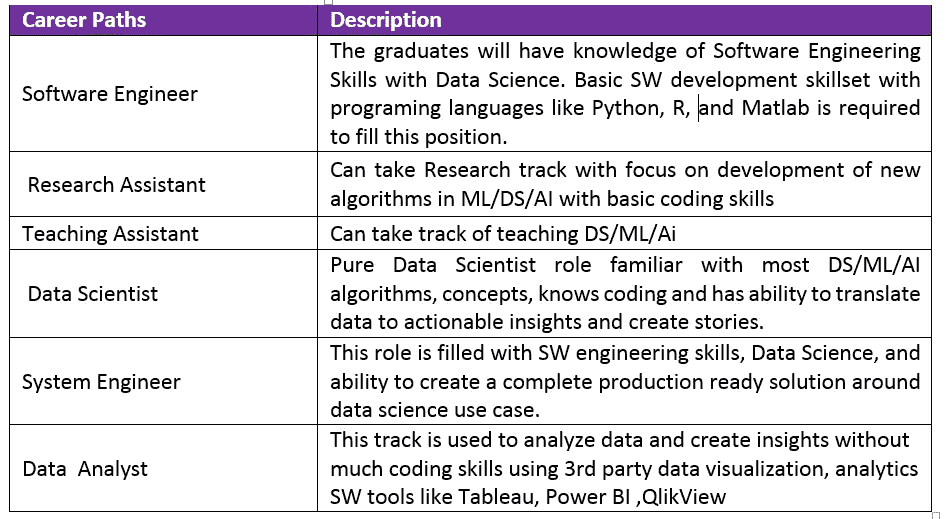 Career Paths
Description
Software Engineer
The graduates will have knowledge of Software Engineering
Skills with Data Science. Basic SW development skillset with
programing languages like Python, R, and Matlab is required
to fill this position.
Research Assistant
Can take Research track with focus on development of new
algorithms in ML/DS/AI with basic coding skills
Teaching Assistant
Can take track of teaching DS/ML/Ai
Data Scientist
Pure Data Scientist role familiar with most DS/ML/AI
algorithms, concepts, knows coding and has ability to translate
data to actionable insights and create stories.
System Engineer
This role is filled with SW engineering skills, Data Science, and
ability to create a complete production ready solution around
data science use case.
Data  Analyst
This track is used to analyze data and create insights without
much coding skills using 3rd party data visualization, analytics
SW tools like Tableau, Power BI ,QlikView